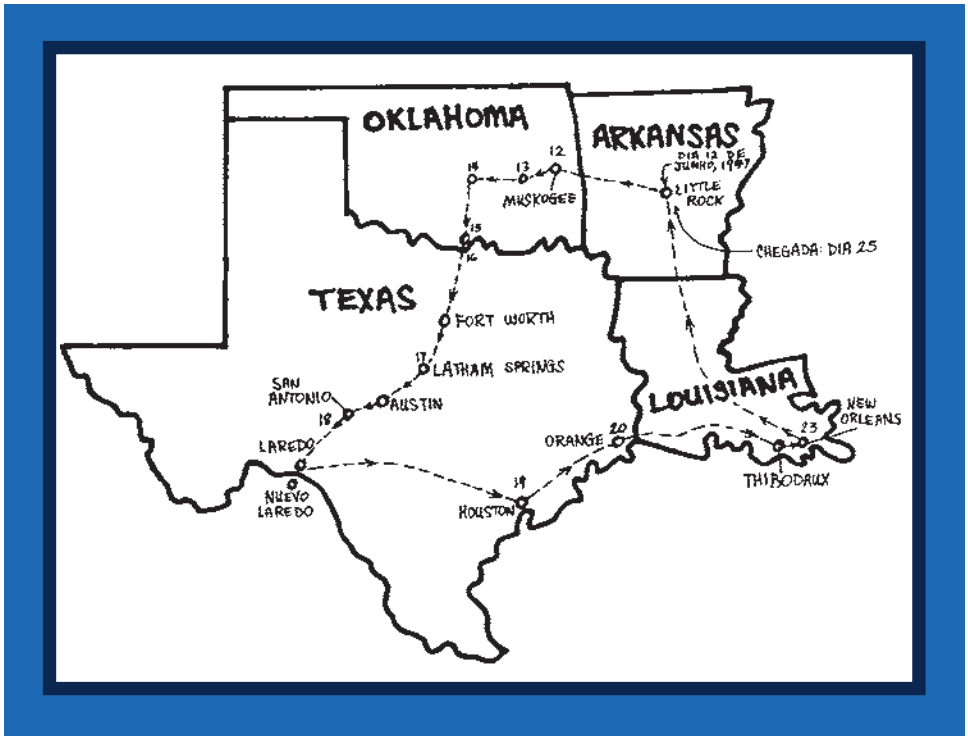 OKLAHOMA
ARKANSAS
12
13
14
MUSKOGEE
DIA 12 DE
JUNHO, 1997
LITTLE
ROCK
15
16
CHEGADA: DIA 25
TEXAS
FORT WORTH
17
LATHAM SPRINGS
SAN
ANTONIO
18
AUSTIN
LOUISIANA
NEW
ORLEANS
23
LAREDO
ORANGE
20
THIBODAUX
NUEVO
LAREDO
19
HOUSTON